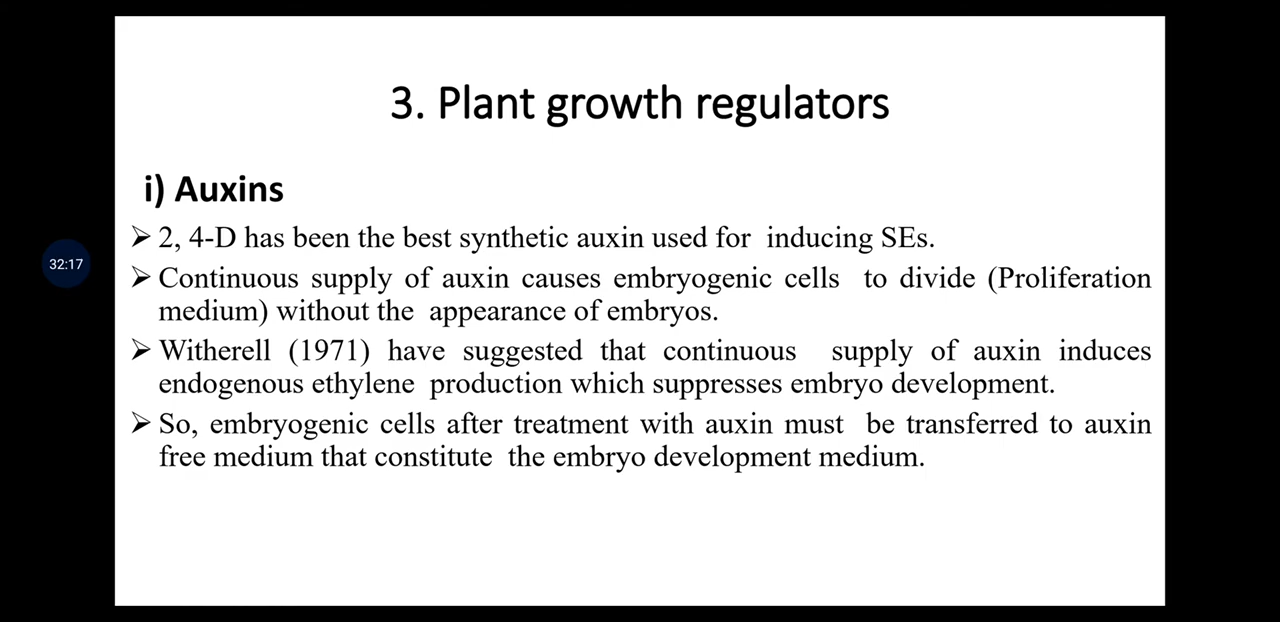 3. Plant growth regulators
i) Auxins
➢ 2, 4-D has been the best synthetic auxin used for inducing SEs.
32:17
➢ Continuous supply of auxin causes embryogenic cells to divide (Proliferation
medium) without the appearance of embryos.
➢ Witherell (1971) have suggested that continuous supply of auxin induces
endogenous ethylene production which suppresses embryo development.
➢ So, embryogenic cells after treatment with auxin must be transferred to auxin
free medium that constitute the embryo development medium.